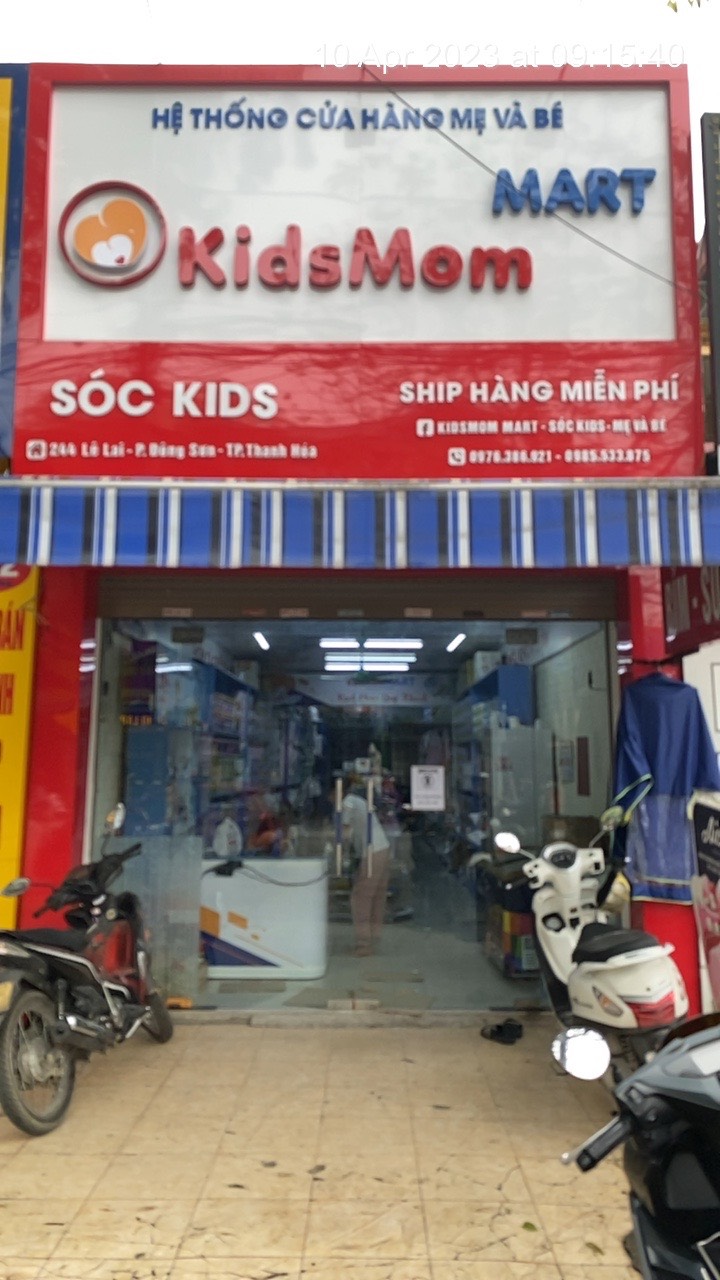 10 Apr 2023 at 09:15:40
HỆ THỐNG CỬA HÀNG MẸ VÀ BÉ
MART
KidsMom
SÓC KIDS
SHIP HÀNG MIỄN PHÍ
KIDSMOM MART - SÓC KIDS - MẸ VÀ BÉ
244 Lê Lai - P. Đông Sơn - TP.Thanh Hóa
0976.386.021 - 0985.533.875